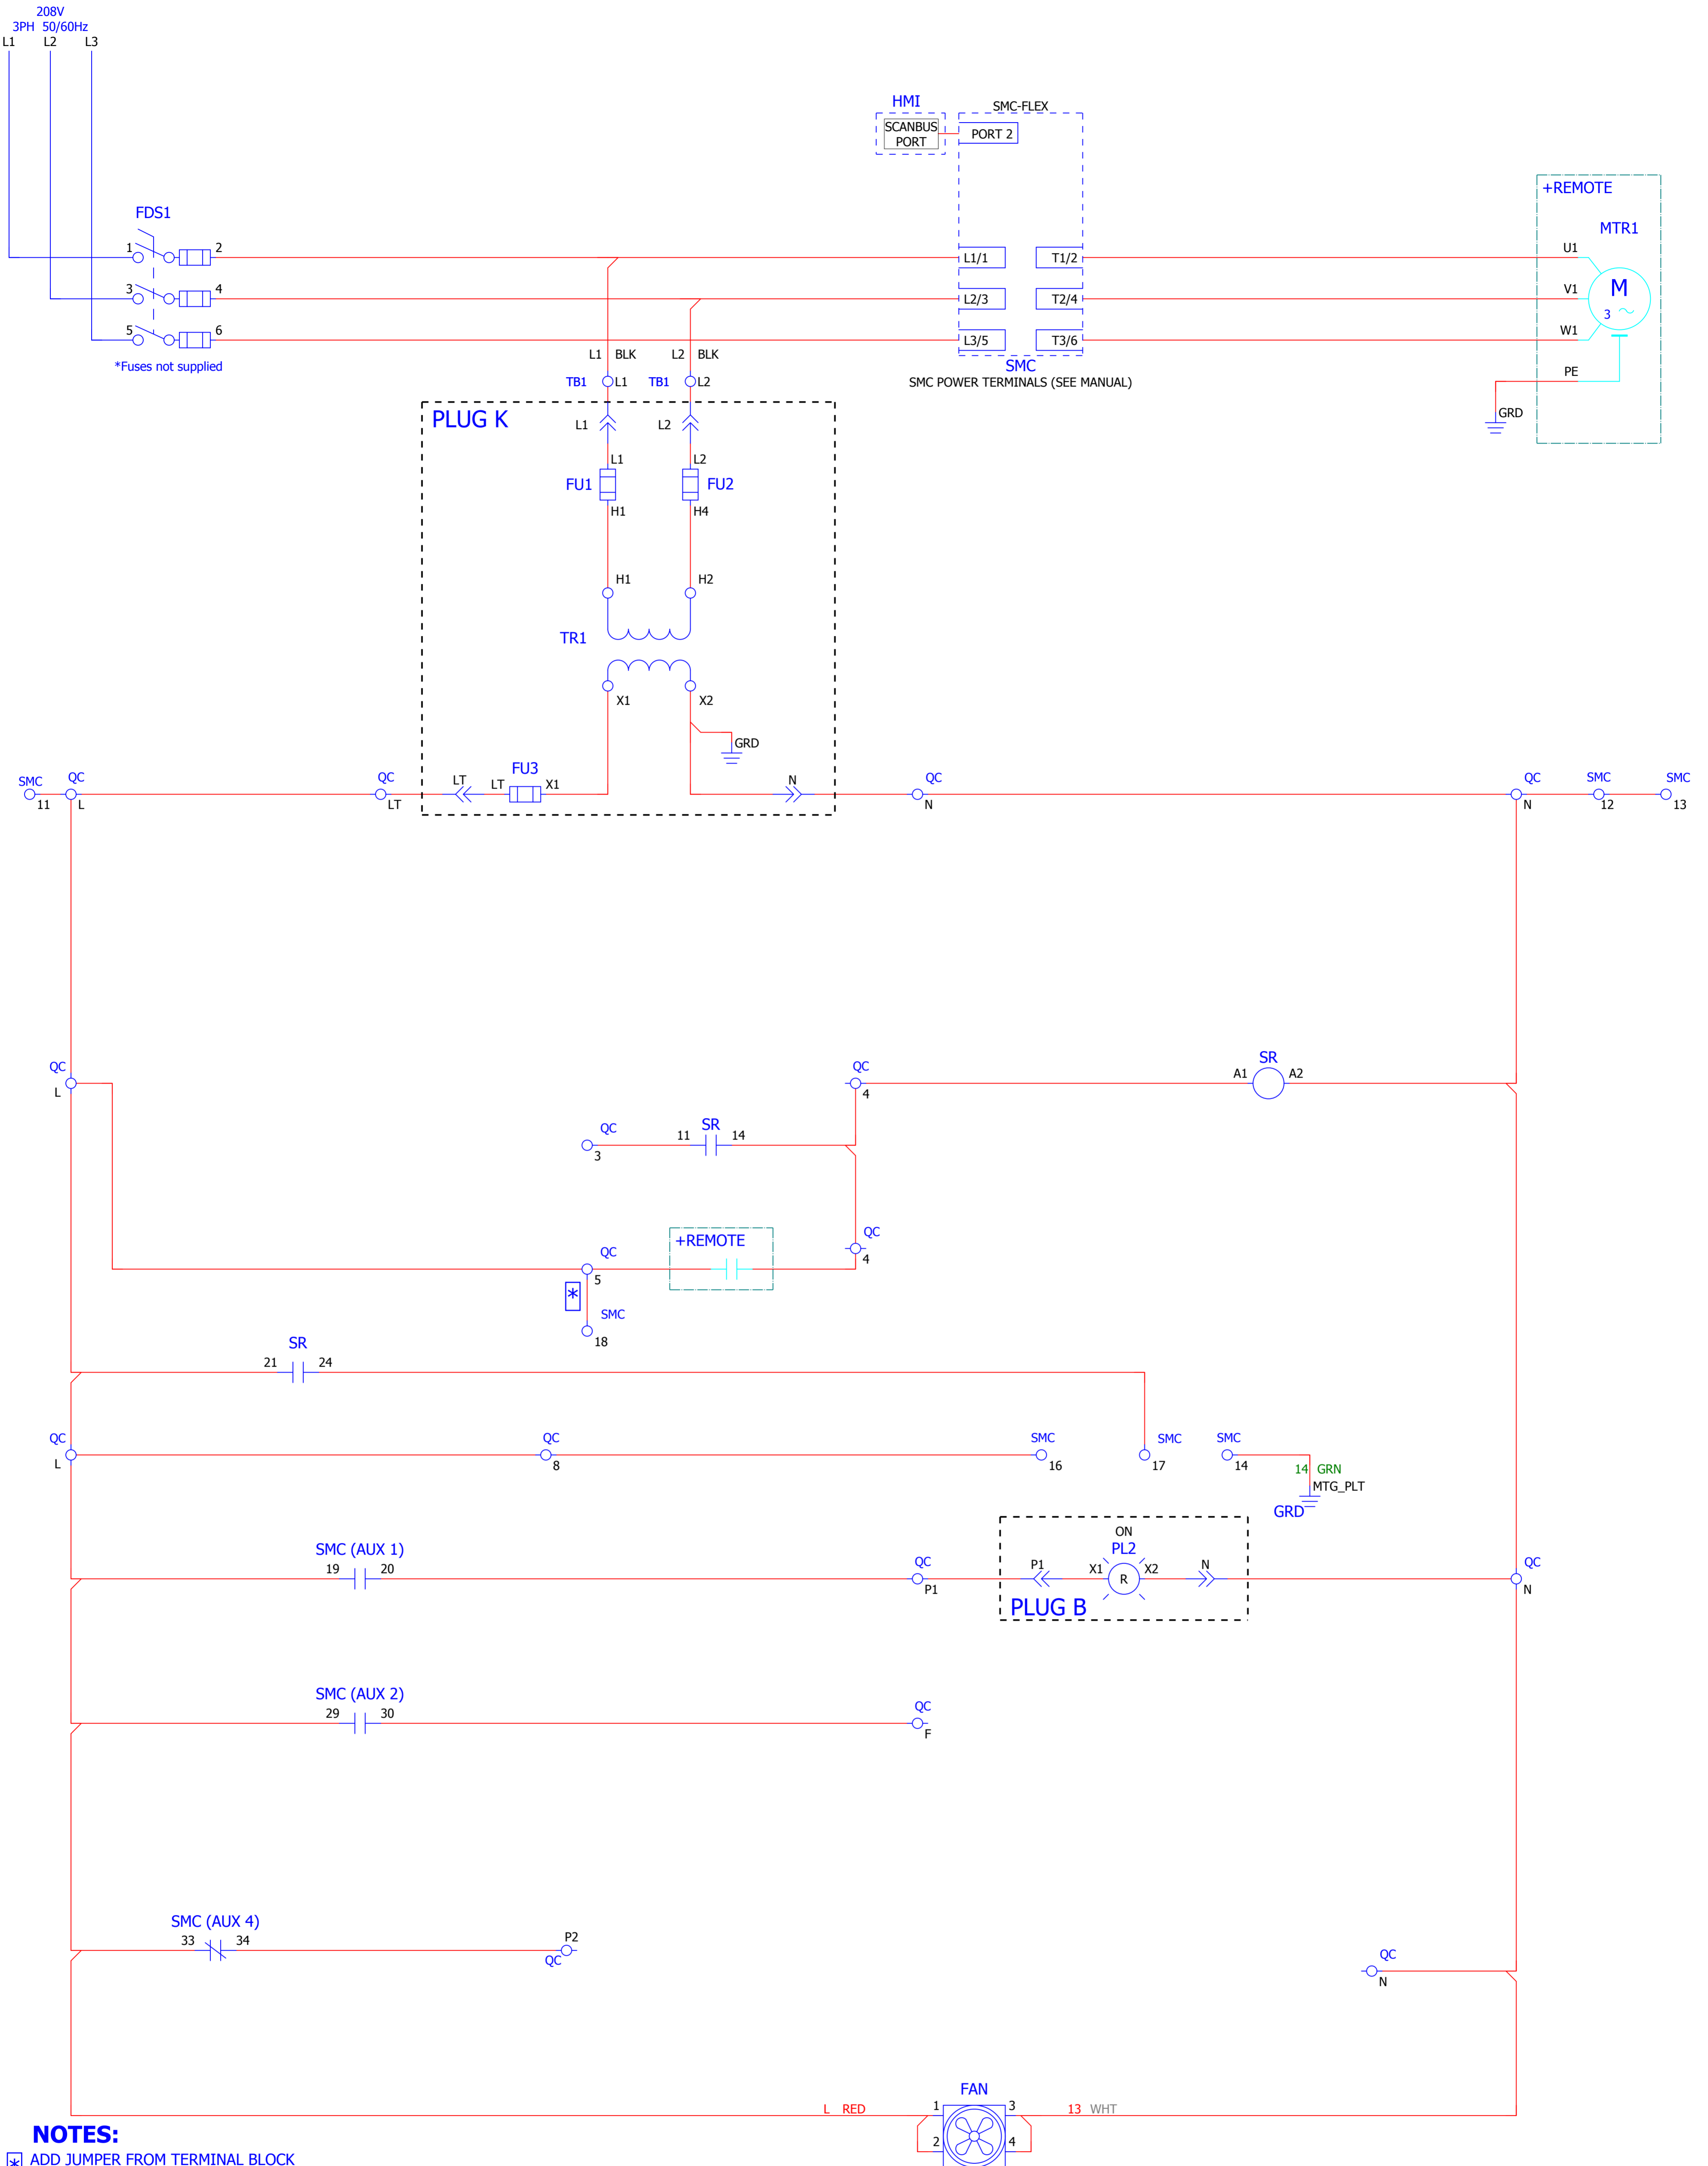 208V
3PH 50/60Hz
L1 L2 L3
HMI
SMC-FLEX
SCANBUS
PORT
PORT 2
+REMOTE
MTR1
FDS1
1 2
L1/1 T1/2
U1
3 4
L2/3 T2/4
V1
M
3
5 6
L3/5 T3/6
W1
*Fuses not supplied
L1 BLK L2 BLK
SMC
PE
TB1 L1 TB1 L2
SMC POWER TERMINALS (SEE MANUAL)
GRD
PLUG K
L1 L2
L1 L2
FU1 FU2
H1 H4
H1 H2
TR1
X1 X2
GRD
FU3
SMC QC QC LT LT X1 N QC QC SMC SMC
11 L LT N N 12 13
QC QC SR
L 4 A1 A2
QC SR
3 11 14
+REMOTE QC
4
QC
5
*
SMC
18
SR
21 24
QC QC SMC SMC SMC
L 8 16 17 14
14 GRN
MTG_PLT
GRD
SMC (AUX 1)
19 20
QC
P1
ON
PL2
P1 X1 R X2 N
PLUG B
QC
N
SMC (AUX 2)
29 30
QC
F
SMC (AUX 4)
33 34
P2
QC
QC
N
FAN
L RED 1 3 13 WHT
2 4
NOTES:
* ADD JUMPER FROM TERMINAL BLOCK